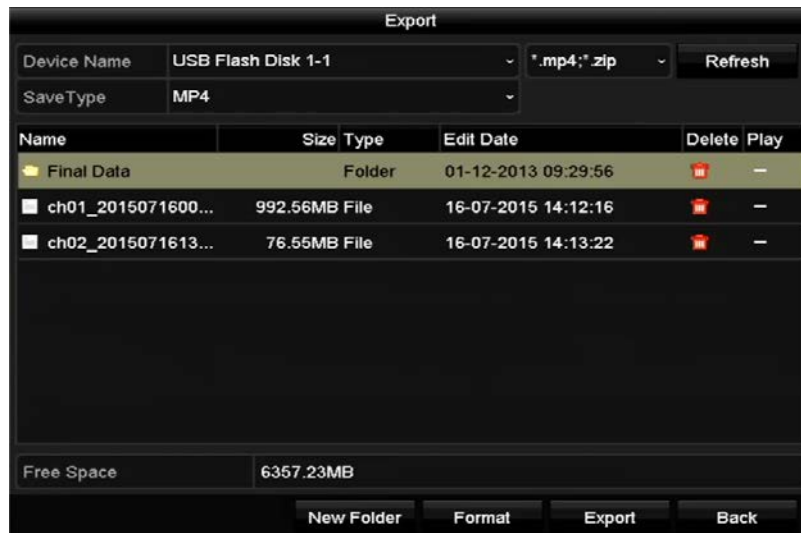 Export
Device Name USB Flash Disk 1-1 *.mp4;*.zip Refresh
SaveType MP4
Name Size Type Edit Date Delete Play
Final Data Folder 01-12-2013 09:29:56 –
ch01_2015071600... 992.56MB File 16-07-2015 14:12:16 –
ch02_2015071613... 76.55MB File 16-07-2015 14:13:22 –
Free Space 6357.23MB
New Folder Format Export Back